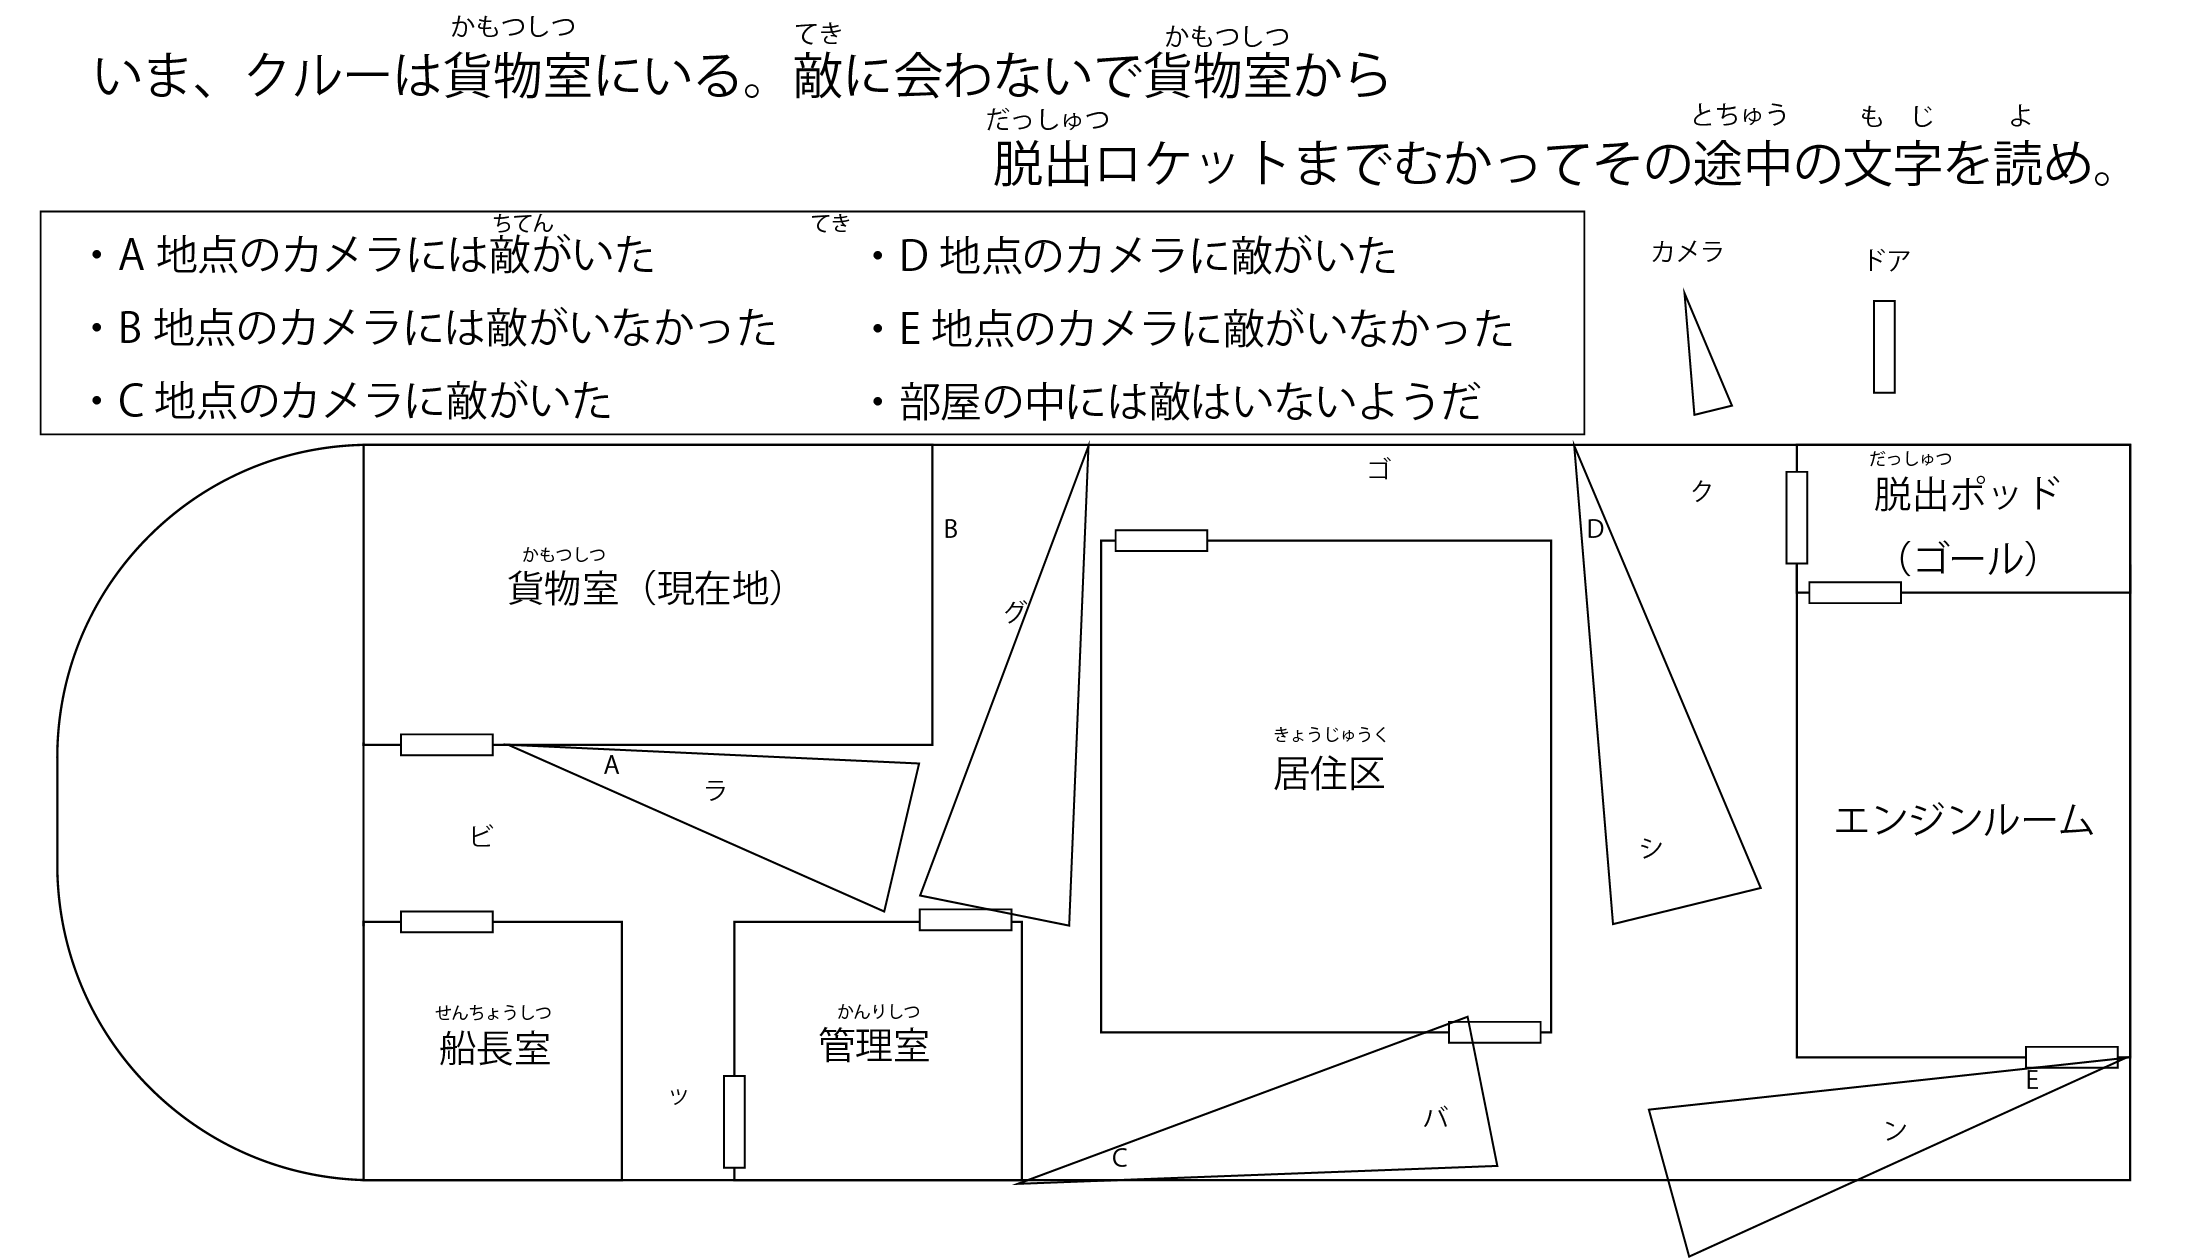 かもつしつ てき かもつしつ
いま、クルーは貨物室にいる。敵に会わないで貨物室から
だっしゅつ とちゅう も じ よ
脱出ロケットまでむかってその途中の文字を読め。
ちてん てき
・A 地点のカメラには敵がいた
・B 地点のカメラには敵がいなかった
・C 地点のカメラに敵がいた
・D 地点のカメラに敵がいた
・E 地点のカメラに敵がいなかった
・部屋の中には敵はいないようだ
カメラ
ドア
かもつしつ
貨物室（現在地）
B
グ
ゴ
D
ク
だっしゅつ
脱出ポッド
（ゴール）
A
ラ
ビ
きょうじゅうく
居住区
シ
エンジンルーム
せんちょうしつ
船長室
ッ
かんりしつ
管理室
C
バ
E
ン